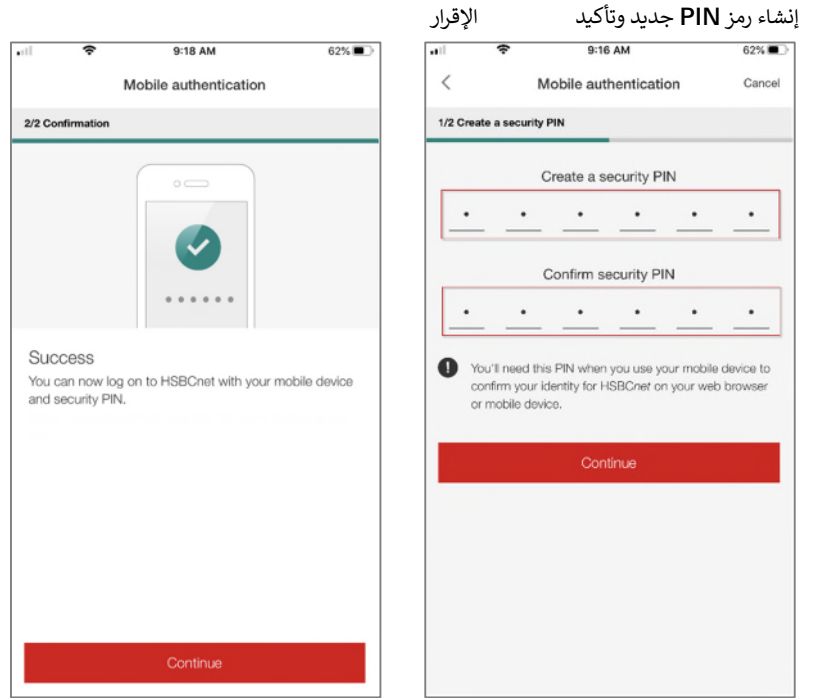 إنشاء رمز PIN جديد وتأكيد الإقرار
9:16 AM
62%
Mobile authentication
Cancel
1/2 Create a security PIN
Create a security PIN
Confirm security PIN
You'll need this PIN when you use your mobile device to
confirm your identity for HSBCnet on your web browser
or mobile device.
Continue
9:18 AM
62%
Mobile authentication
2/2 Confirmation
Success
You can now log on to HSBCnet with your mobile device
and security PIN.
Continue